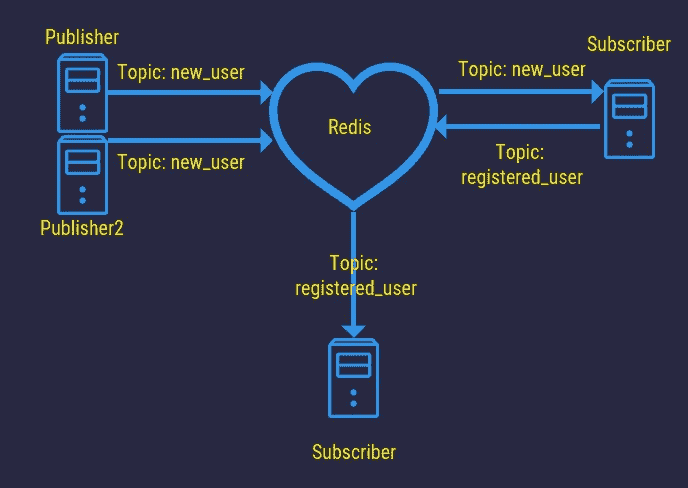 Publisher
Topic: new_user
Topic: new_user
Publisher2
Redis
Subscriber
Topic: new_user
Topic:
registered_user
Topic:
registered_user
Subscriber